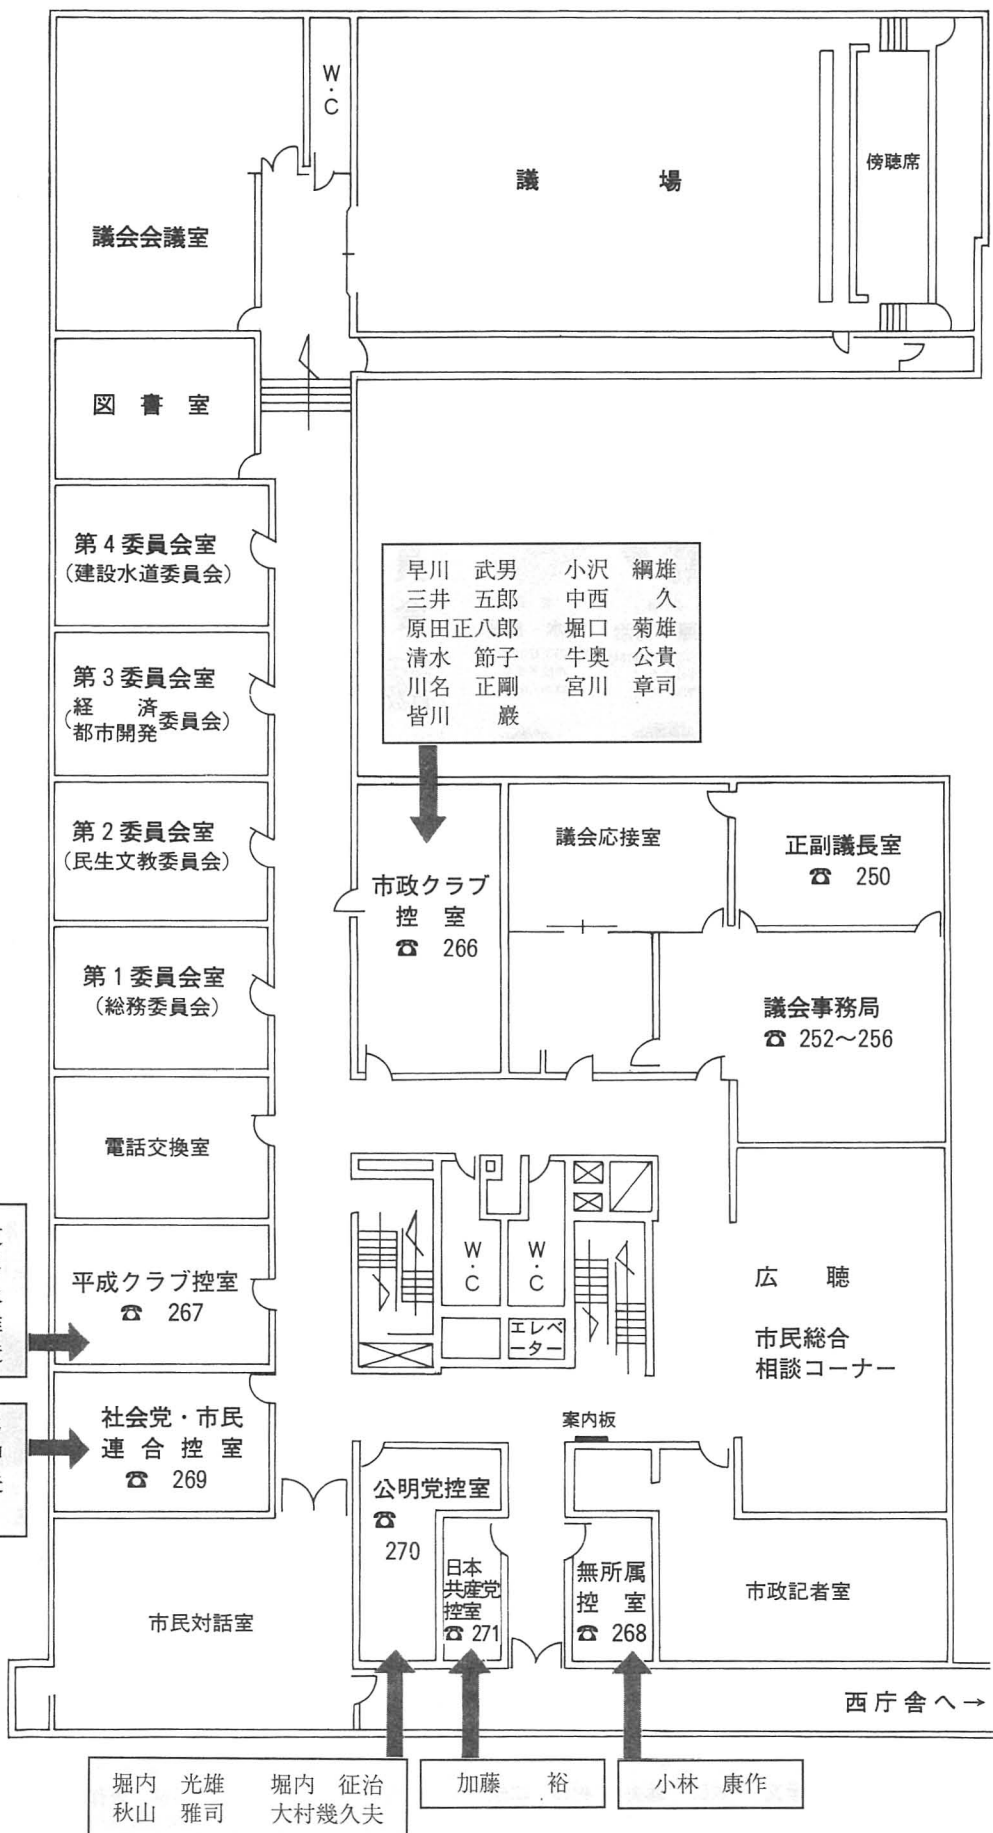 W・C
議場
傍聴席
議会会議室
図書室
第4委員会室
(建設水道委員会)
第3委員会室
(経済都市開発委員会)
第2委員会室
(民生文教委員会)
第1委員会室
(総務委員会)
電話交換室
早川 武男 小沢 綱雄
三井 五郎 中西 久
原田正八郎 堀口 菊雄
清水 節子 牛奥 公貴
川名 正剛 宮川 章司
皆川 巌
市政クラブ
控室
☎ 266
議会応接室
正副議長室
☎ 250
議会事務局
☎ 252〜256
平成クラブ控室
☎ 267
社会党・市民
連合控室
☎ 269
W・C
W・C
エレベ
ーター
広聴
市民総合
相談コーナー
案内板
公明党控室
☎
270
日本
共産党
控室
☎ 271
無所属
控室
☎ 268
市政記者室
市民対話室
西庁舎へ→
堀内 光雄 堀内 征治
秋山 雅司 大村幾久夫
加藤 裕
小林 康作